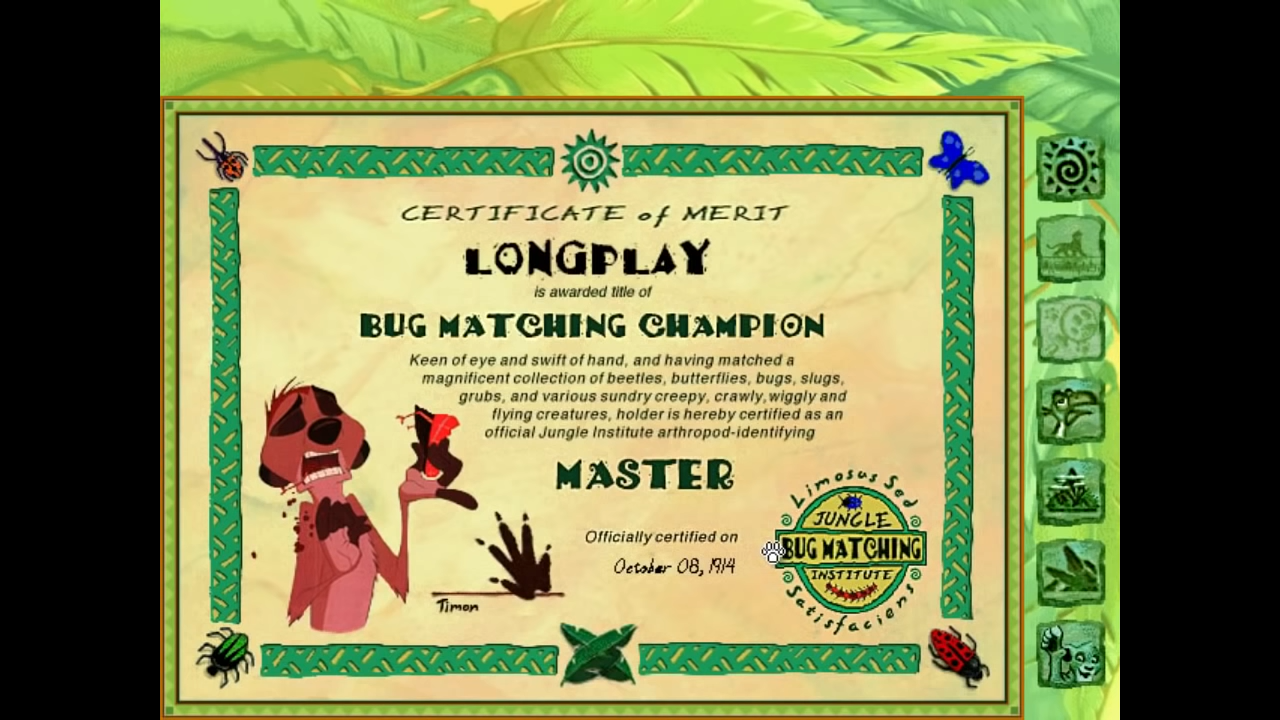 CERTIFICATE of MERIT
LONGPLAY
is awarded title of
BUG MATCHING CHAMPION
Keen of eye and swift of hand, and having matched a
magnificent collection of beetles, butterflies, bugs, slugs,
grubs, and various sundry creepy, crawly,wiggly and
flying creatures, holder is hereby certified as an
official Jungle Institute arthropod-identifying
MASTER
Officially certified on
October 08, 1914
Timon
Limosus Sed
JUNGLE
BUG MATCHING
INSTITUTE
Satisfaciens